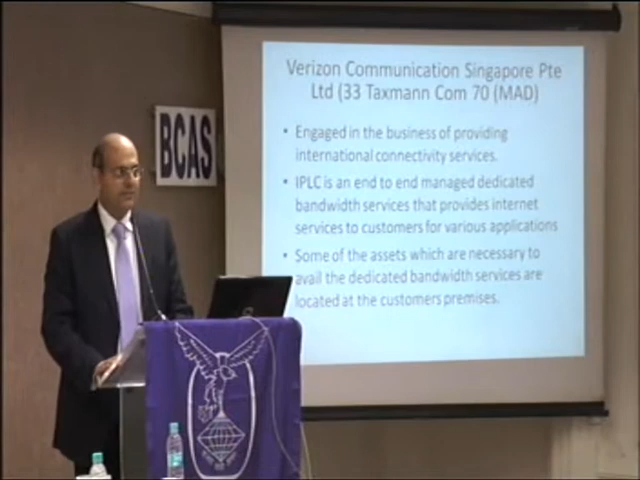 BCAS
Verizon Communication Singapore Pte
Ltd (33 Taxmann Com 70 (MAD)
• Engaged in the business of providing
international connectivity services.
• IPLC is an end to end managed dedicated
bandwidth services that provides internet
services to customers for various applications
• Some of the assets which are necessary to
avail the dedicated bandwidth services are
located at the customers premises.